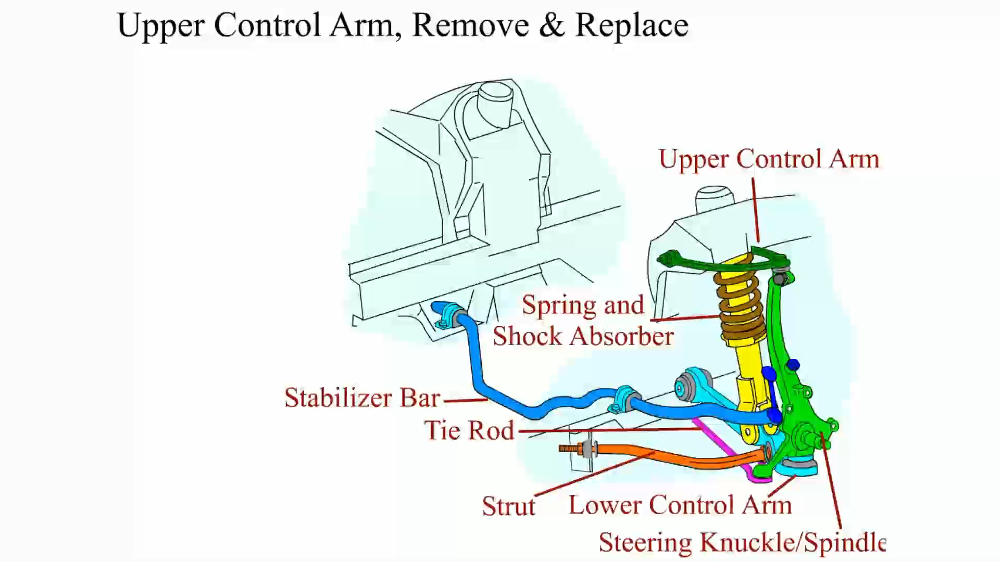 Upper Control Arm, Remove & Replace
Upper Control Arm
Spring and
Shock Absorber
Stabilizer Bar
Tie Rod
Strut
Lower Control Arm
Steering Knuckle/Spindle